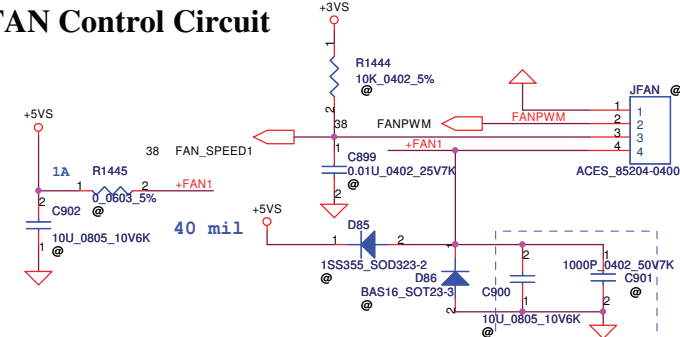 FAN Control Circuit
+3VS
1
R1444
10K_0402_5%
@
2
JFAN @
+5VS
38 FANPWM
FANPWM
1 1
2 2
3 3
4 4
38 FAN_SPEED1
+FAN1
1A R1445
1 2 +FAN1
0_0603_5%
@
1
C899
0.01U_0402_25V7K
2 @
ACES_85204-0400
2
C902
1
10U_0805_10V6K
@
40 mil
+5VS
D85
1 2
1SS355_SOD323-2
@
1
D86
BAS16_SOT23-3
@
2
2
C900
1
10U_0805_10V6K
@
1
1000P_0402_50V7K
C901
@
2